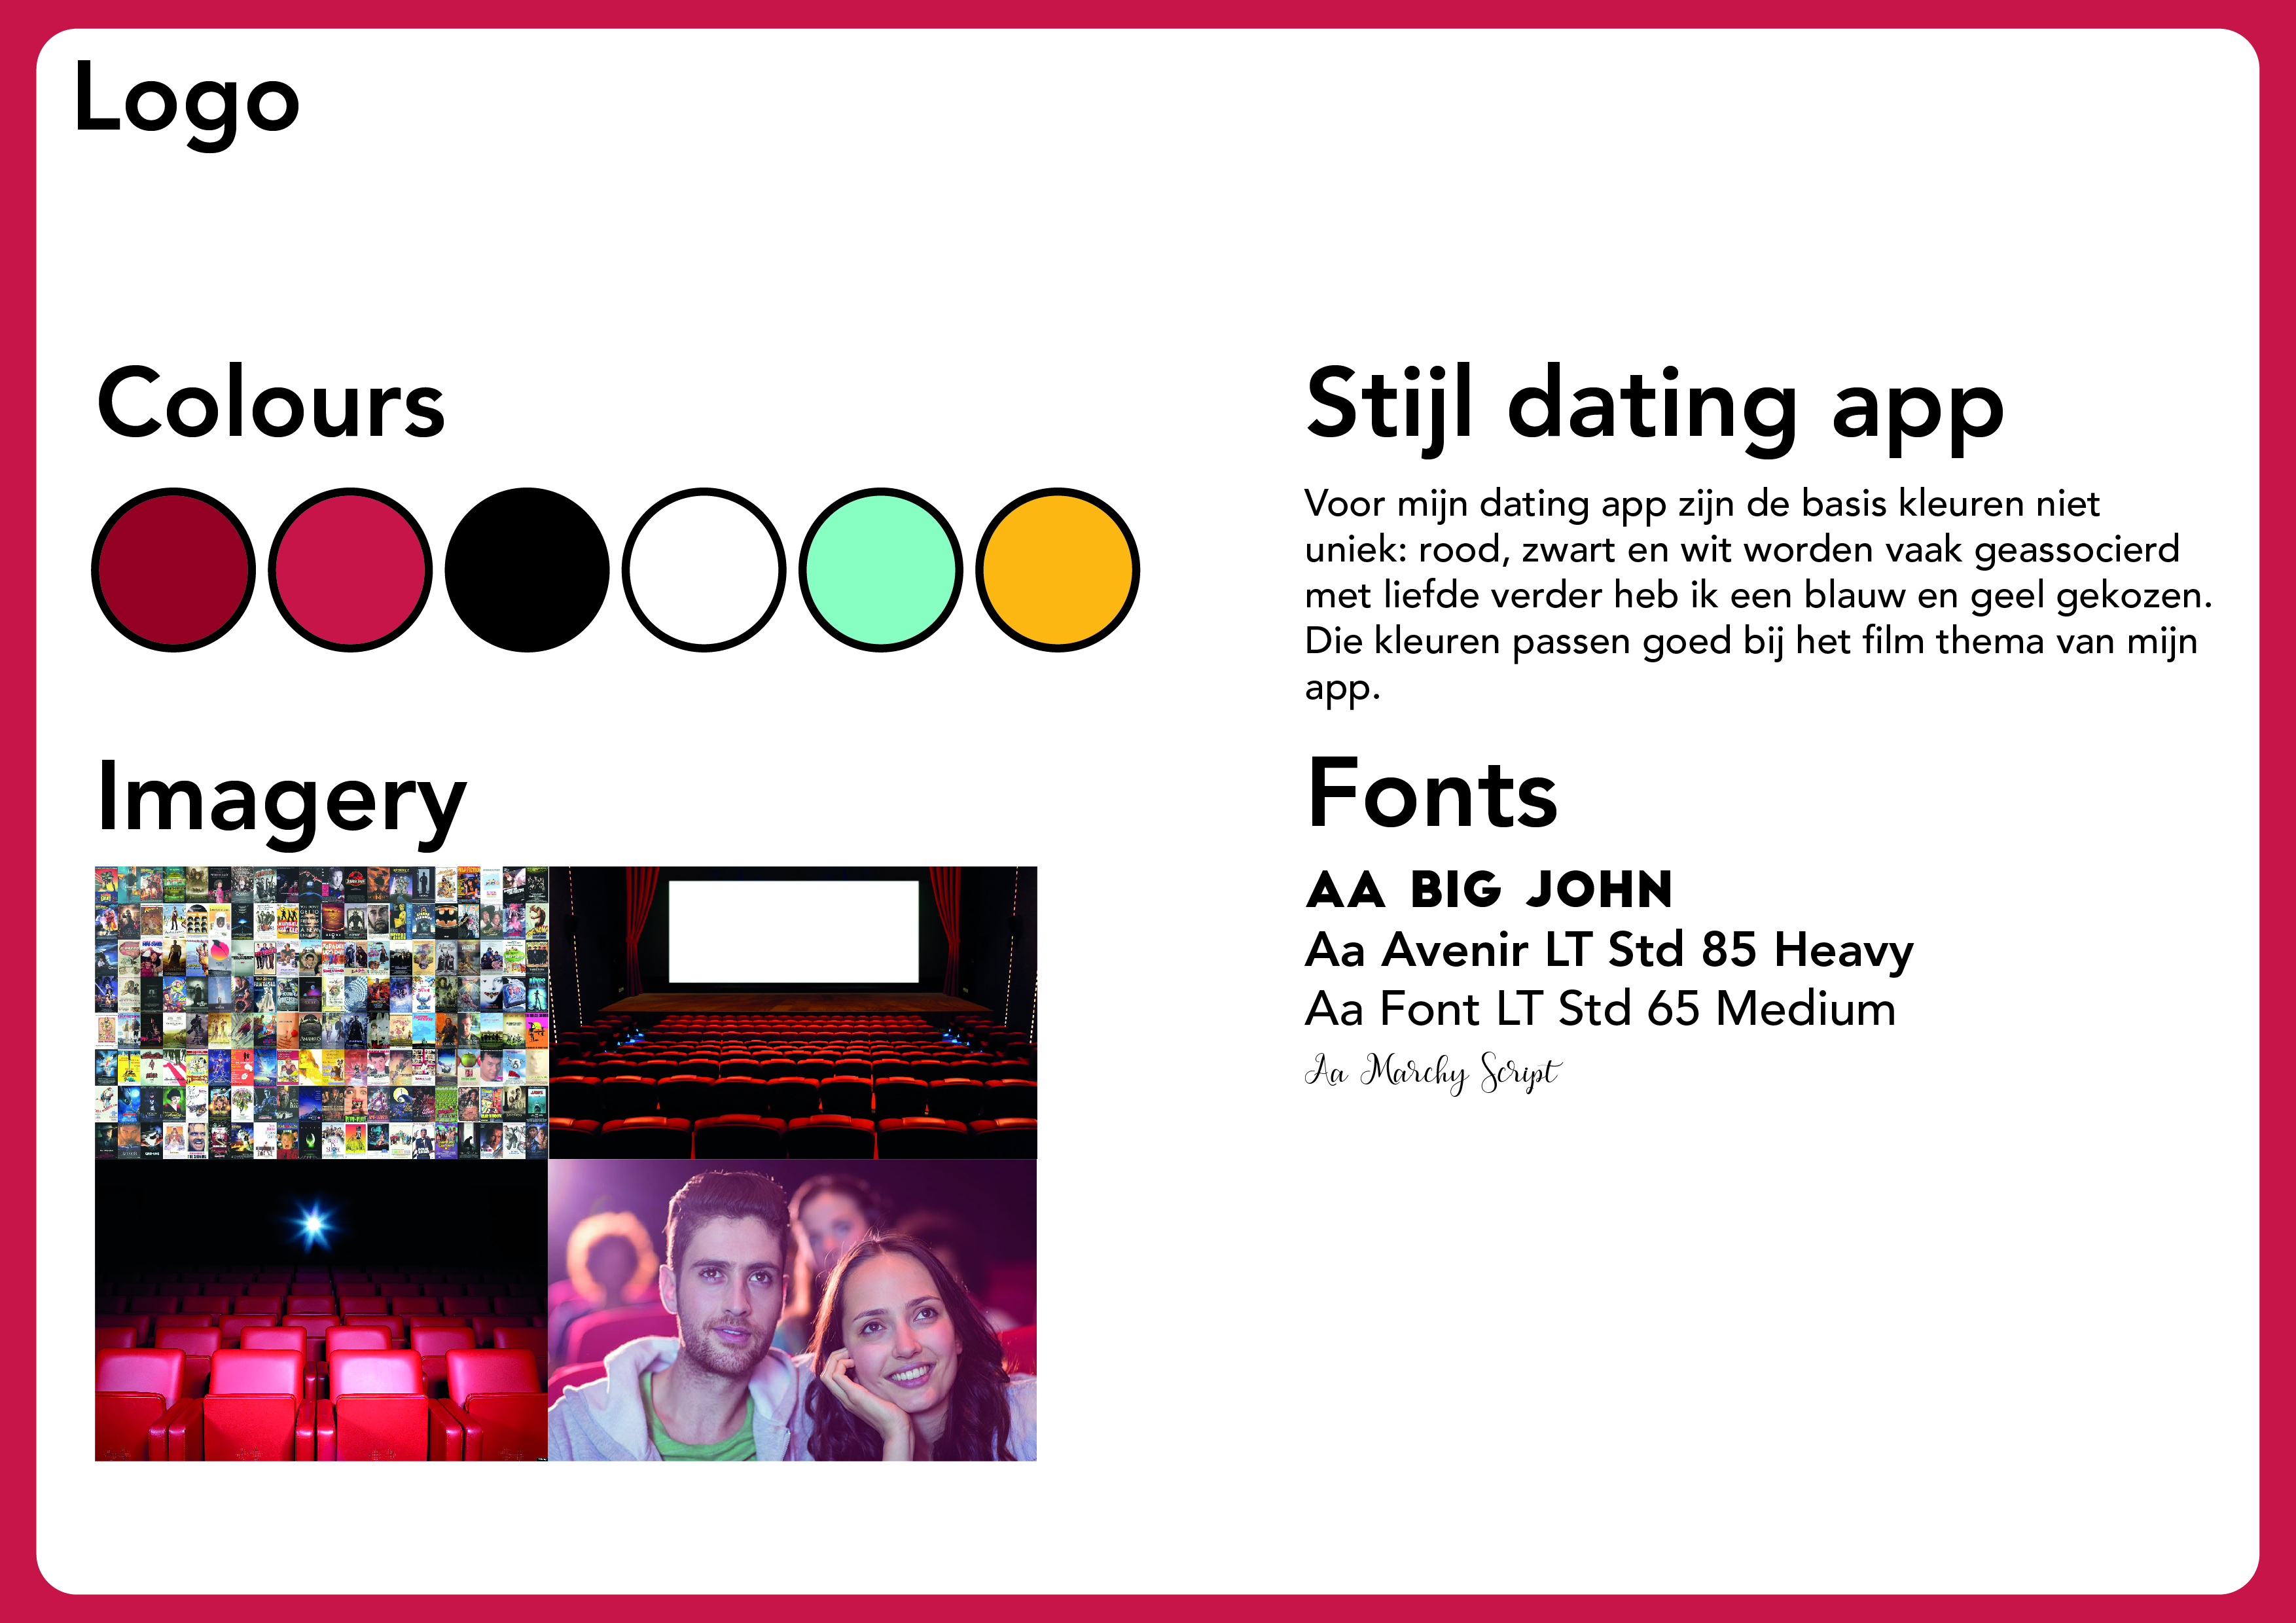 Logo
Colours
Stijl dating app
Voor mijn dating app zijn de basis kleuren niet
uniek: rood, zwart en wit worden vaak geassocierd
met liefde verder heb ik een blauw en geel gekozen.
Die kleuren passen goed bij het film thema van mijn
app.
Imagery
Fonts
AA BIG JOHN
Aa Avenir LT Std 85 Heavy
Aa Font LT Std 65 Medium
Aa Marchy Script